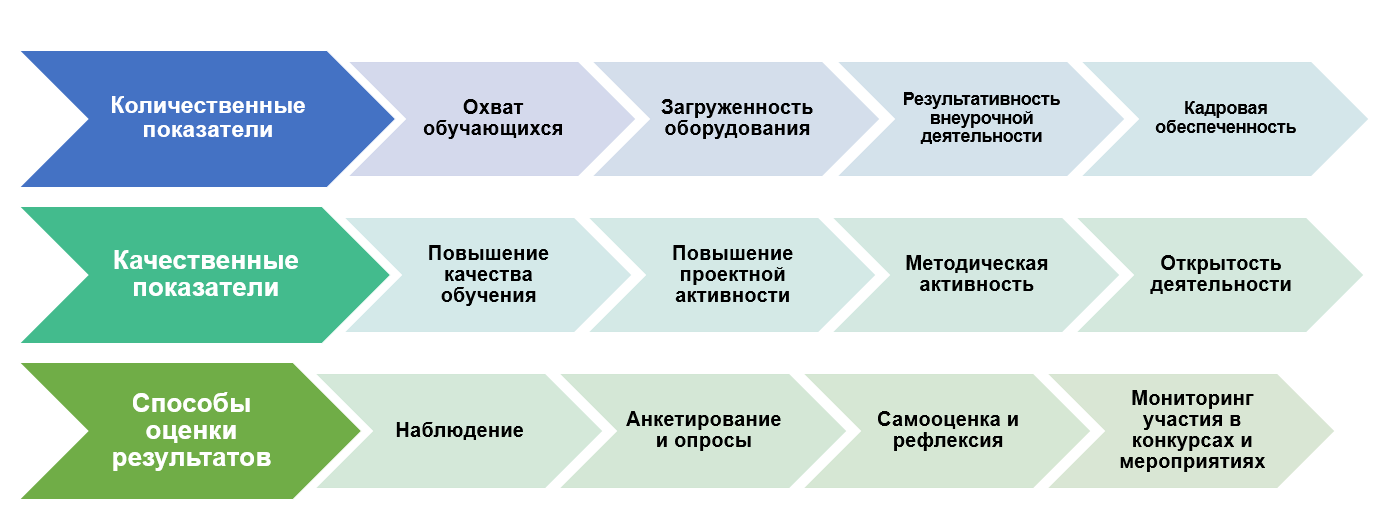 Количественные
показатели
Охват
обучающихся
Загруженность
оборудования
Результативность
внеурочной
деятельности
Кадровая
обеспеченность
Качественные
показатели
Повышение
качества
обучения
Повышение
проектной
активности
Методическая
активность
Открытость
деятельности
Способы
оценки
результатов
Наблюдение
Анкетирование
и опросы
Самооценка и
рефлексия
Мониторинг
участия в
конкурсах и
мероприятиях